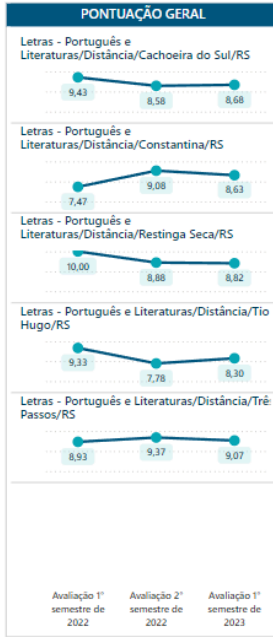 PONTUAÇÃO GERAL
Letras - Português e
Literaturas/Distância/Cachoeira do Sul/RS
9,43 8,58 8,68
Letras - Português e
Literaturas/Distância/Constantina/RS
7,47 9,08 8,63
Letras - Português e
Literaturas/Distância/Restinga Seca/RS
10,00 8,88 8,82
Letras - Português e Literaturas/Distância/Tio
Hugo/RS
9,33 7,78 8,30
Letras - Português e Literaturas/Distância/Trê
Passos/RS
8,93 9,37 9,07
Avaliação 1° Avaliação 2° Avaliação 1°
semestre de semestre de semestre de
2022 2022 2023